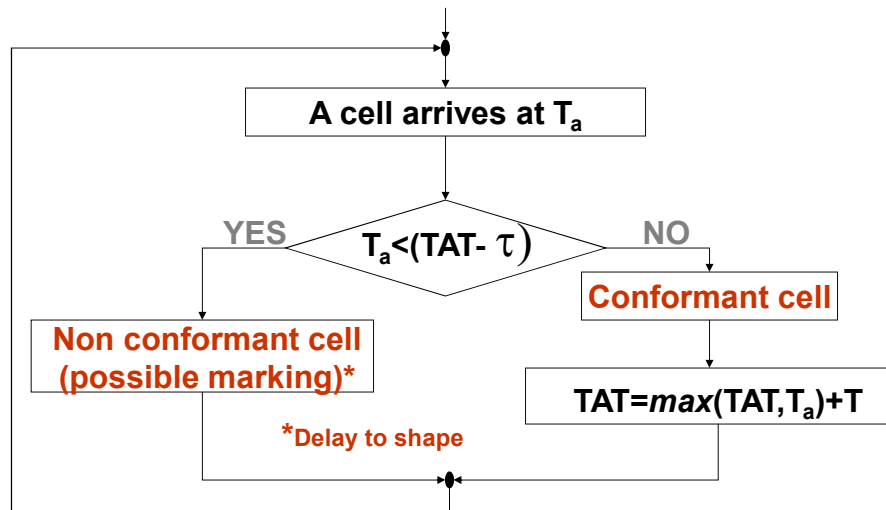 A cell arrives at Tₐ
YES
Tₐ<(TAT- τ)
NO
Conformant cell
Non conformant cell
(possible marking)*
TAT=max(TAT,Tₐ)+T
*Delay to shape